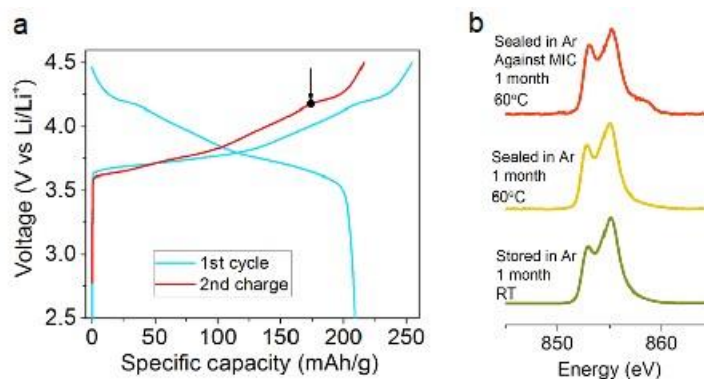 a
4.5
4.0
3.5
3.0
2.5
Voltage (V vs Li/Li⁺)
1st cycle
2nd charge
0 50 100 150 200 250
Specific capacity (mAh/g)
b
Sealed in Ar
Against MIC
1 month
60°C
Sealed in Ar
1 month
60°C
Stored in Ar
1 month
RT
850 860
Energy (eV)